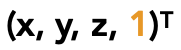 (x, y, z, 1)ᵀ